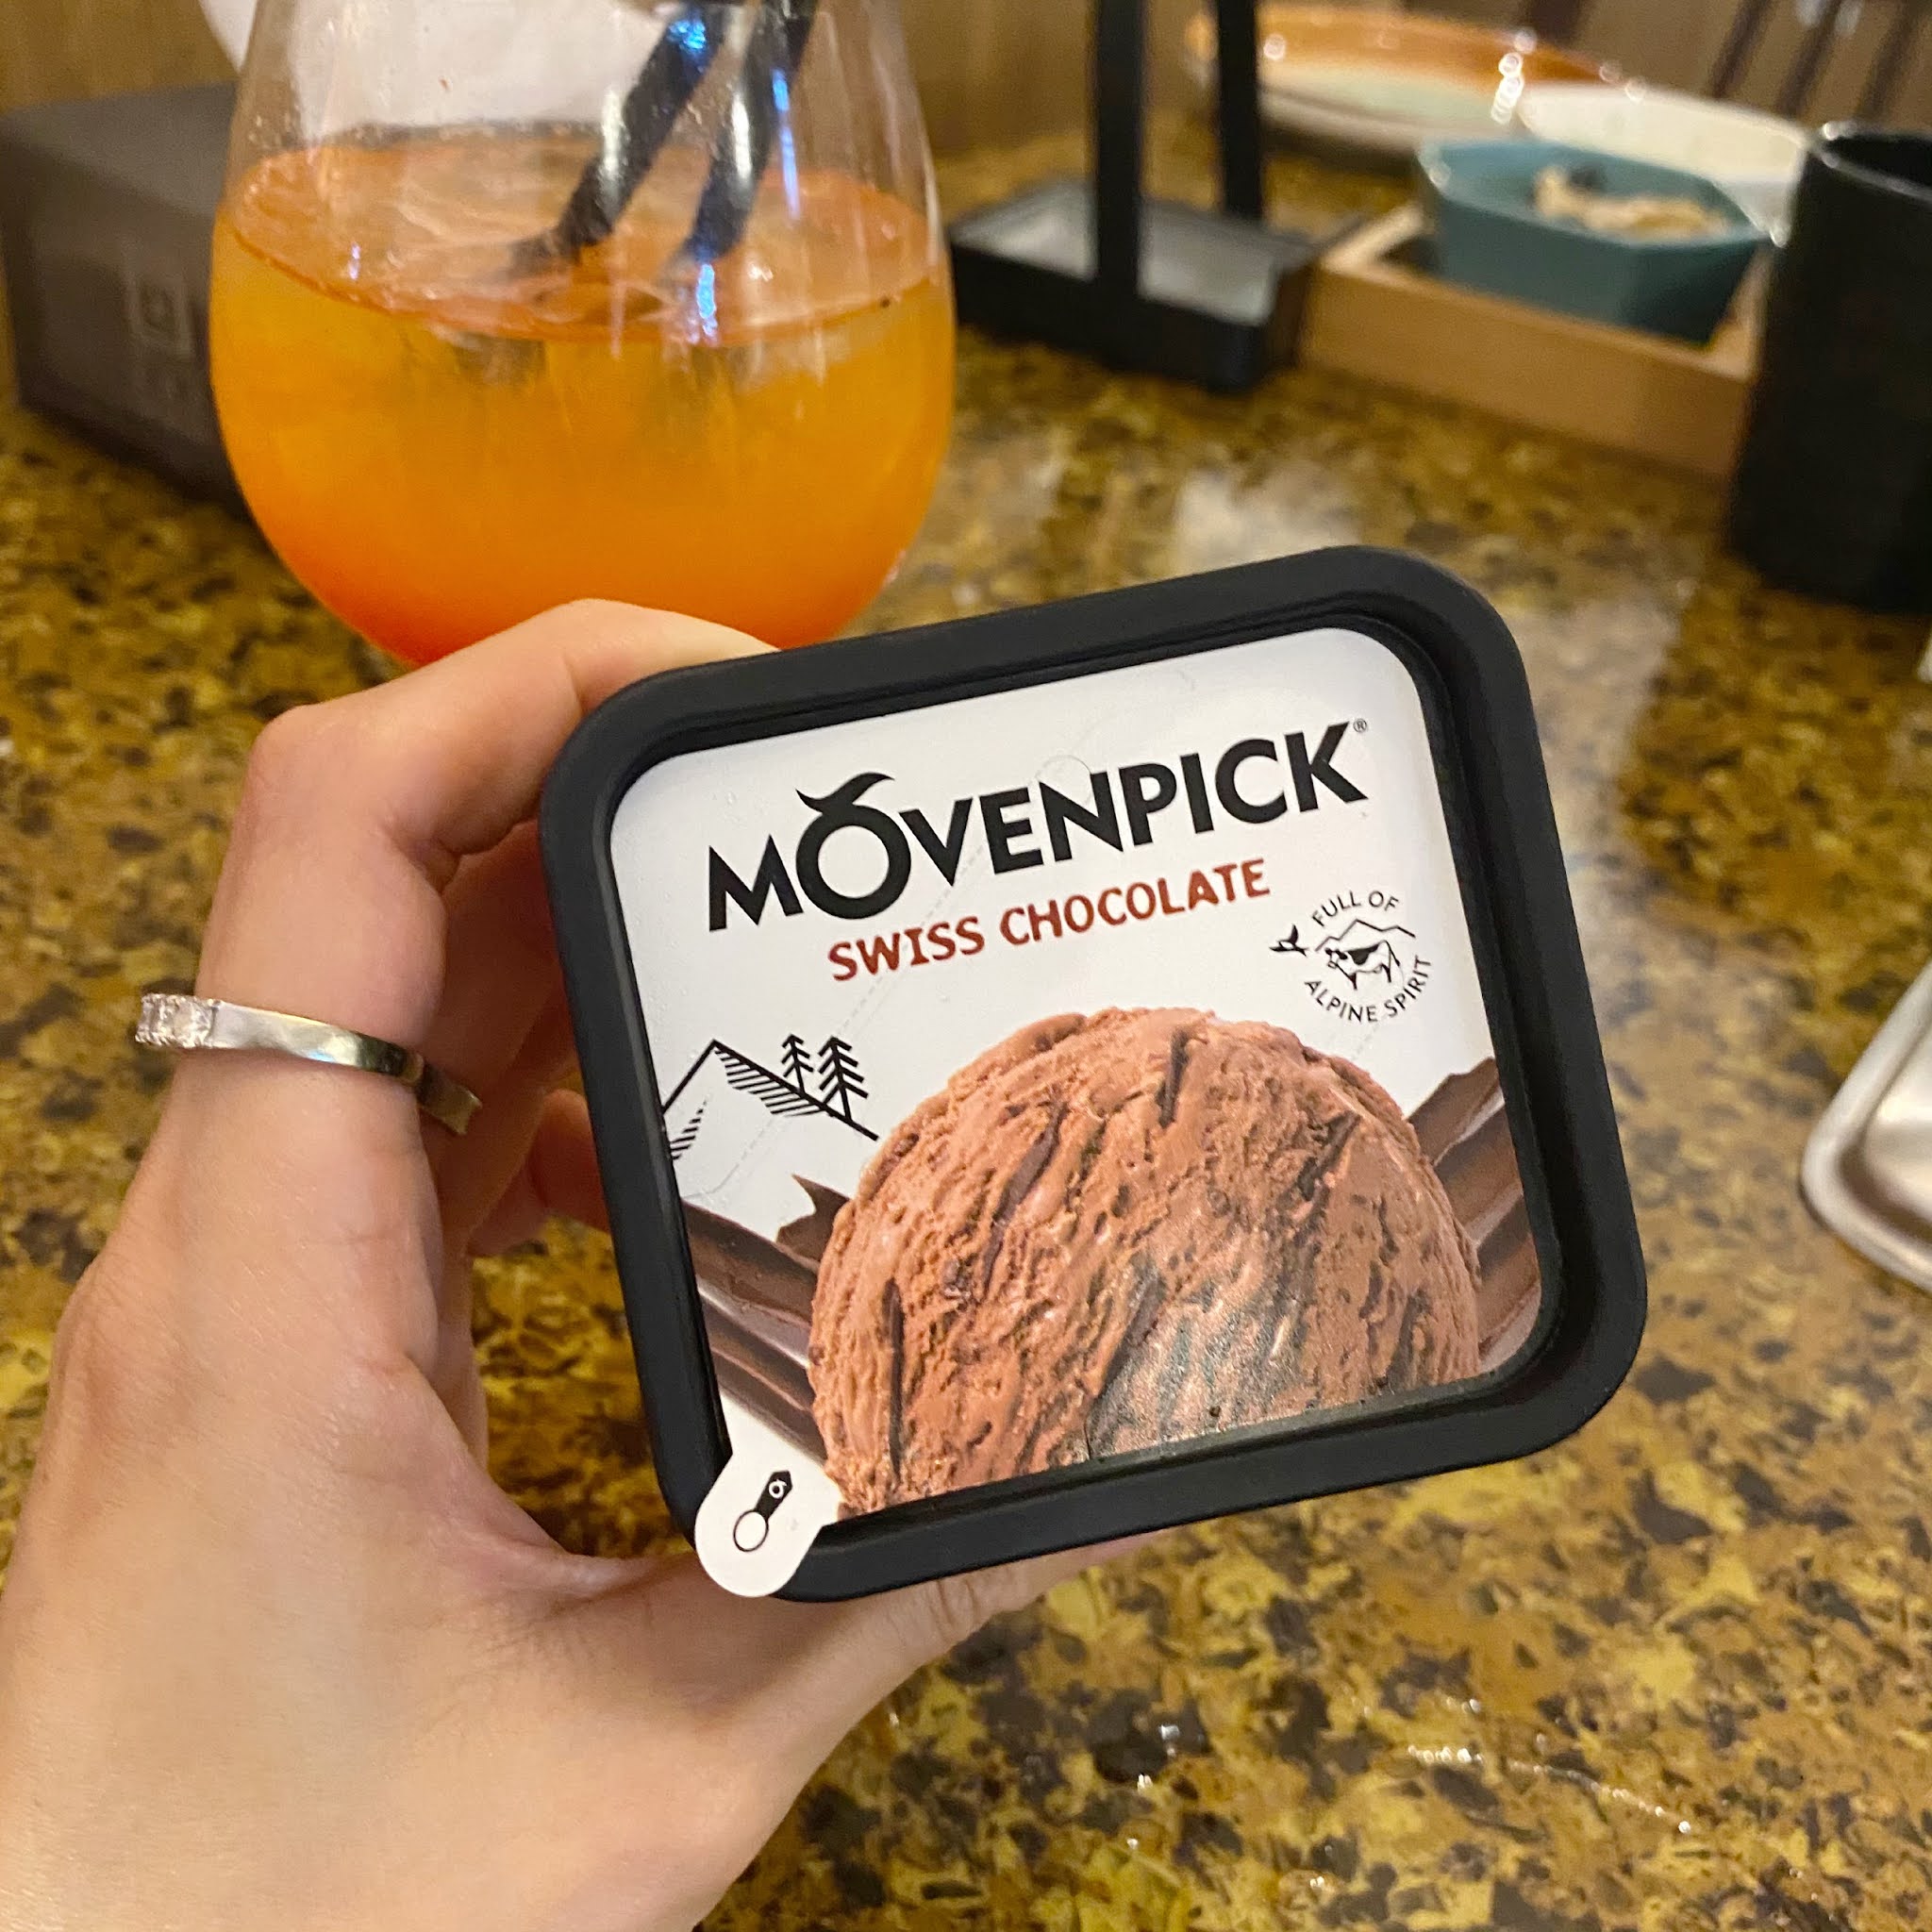 MÖVENPICK®
SWISS CHOCOLATE
FULL OF
ALPINE SPIRIT